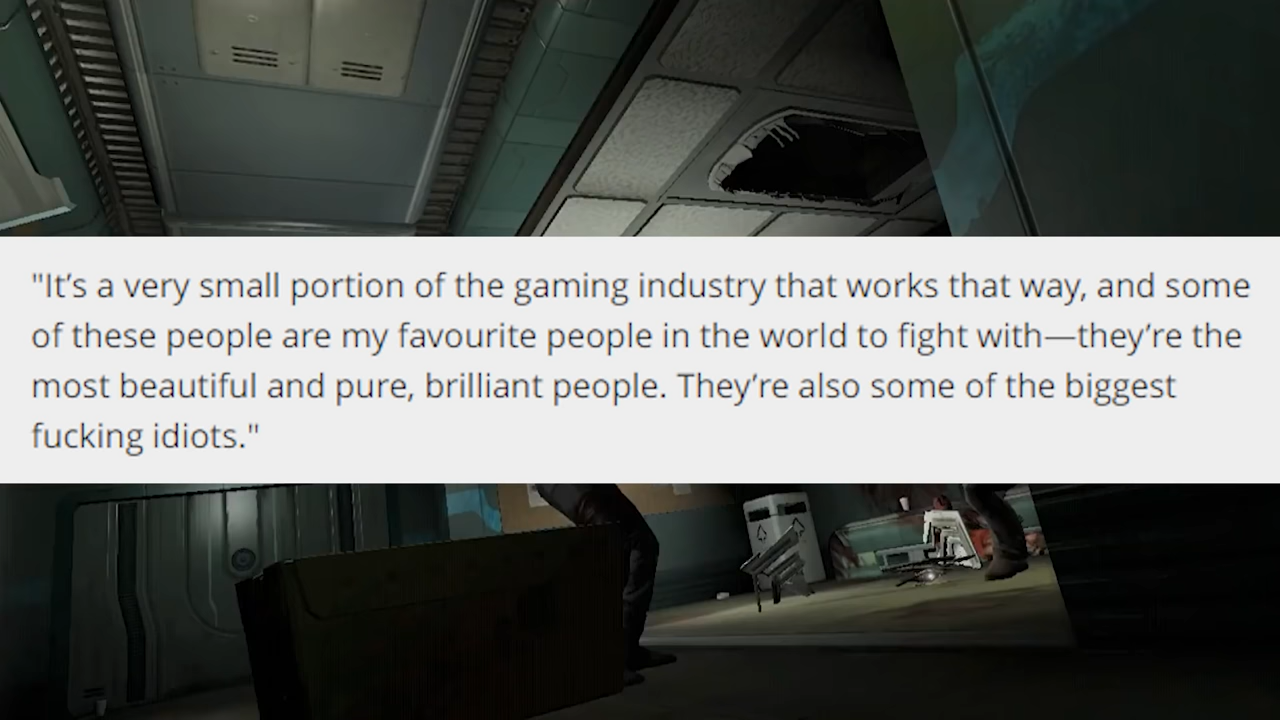 "It’s a very small portion of the gaming industry that works that way, and some
of these people are my favourite people in the world to fight with—they’re the
most beautiful and pure, brilliant people. They’re also some of the biggest
fucking idiots."